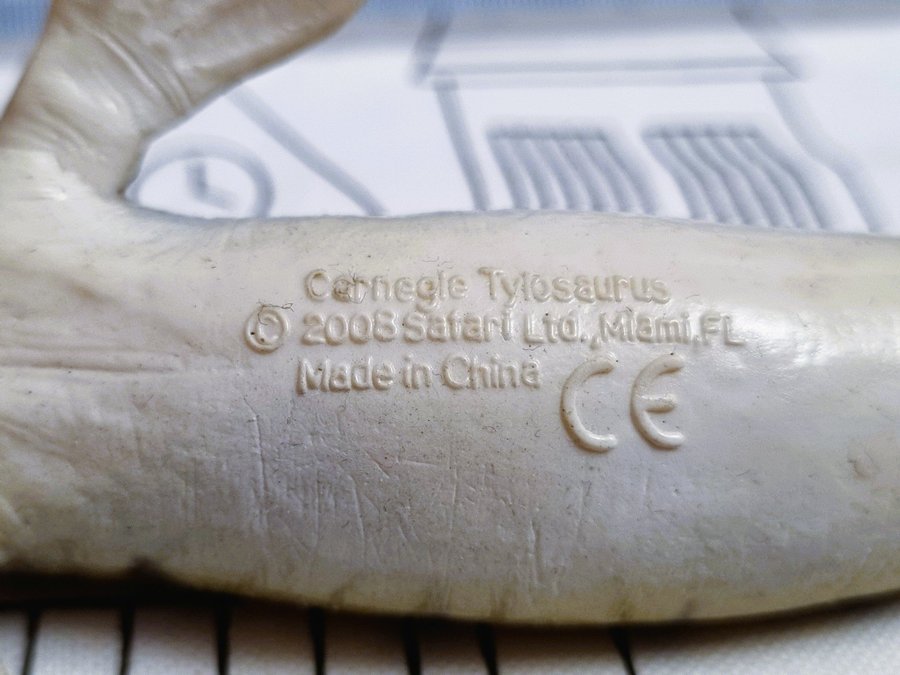 Carnegie Tylosaurus
© 2008 Safari Ltd., Miami, FL
Made in China
CE